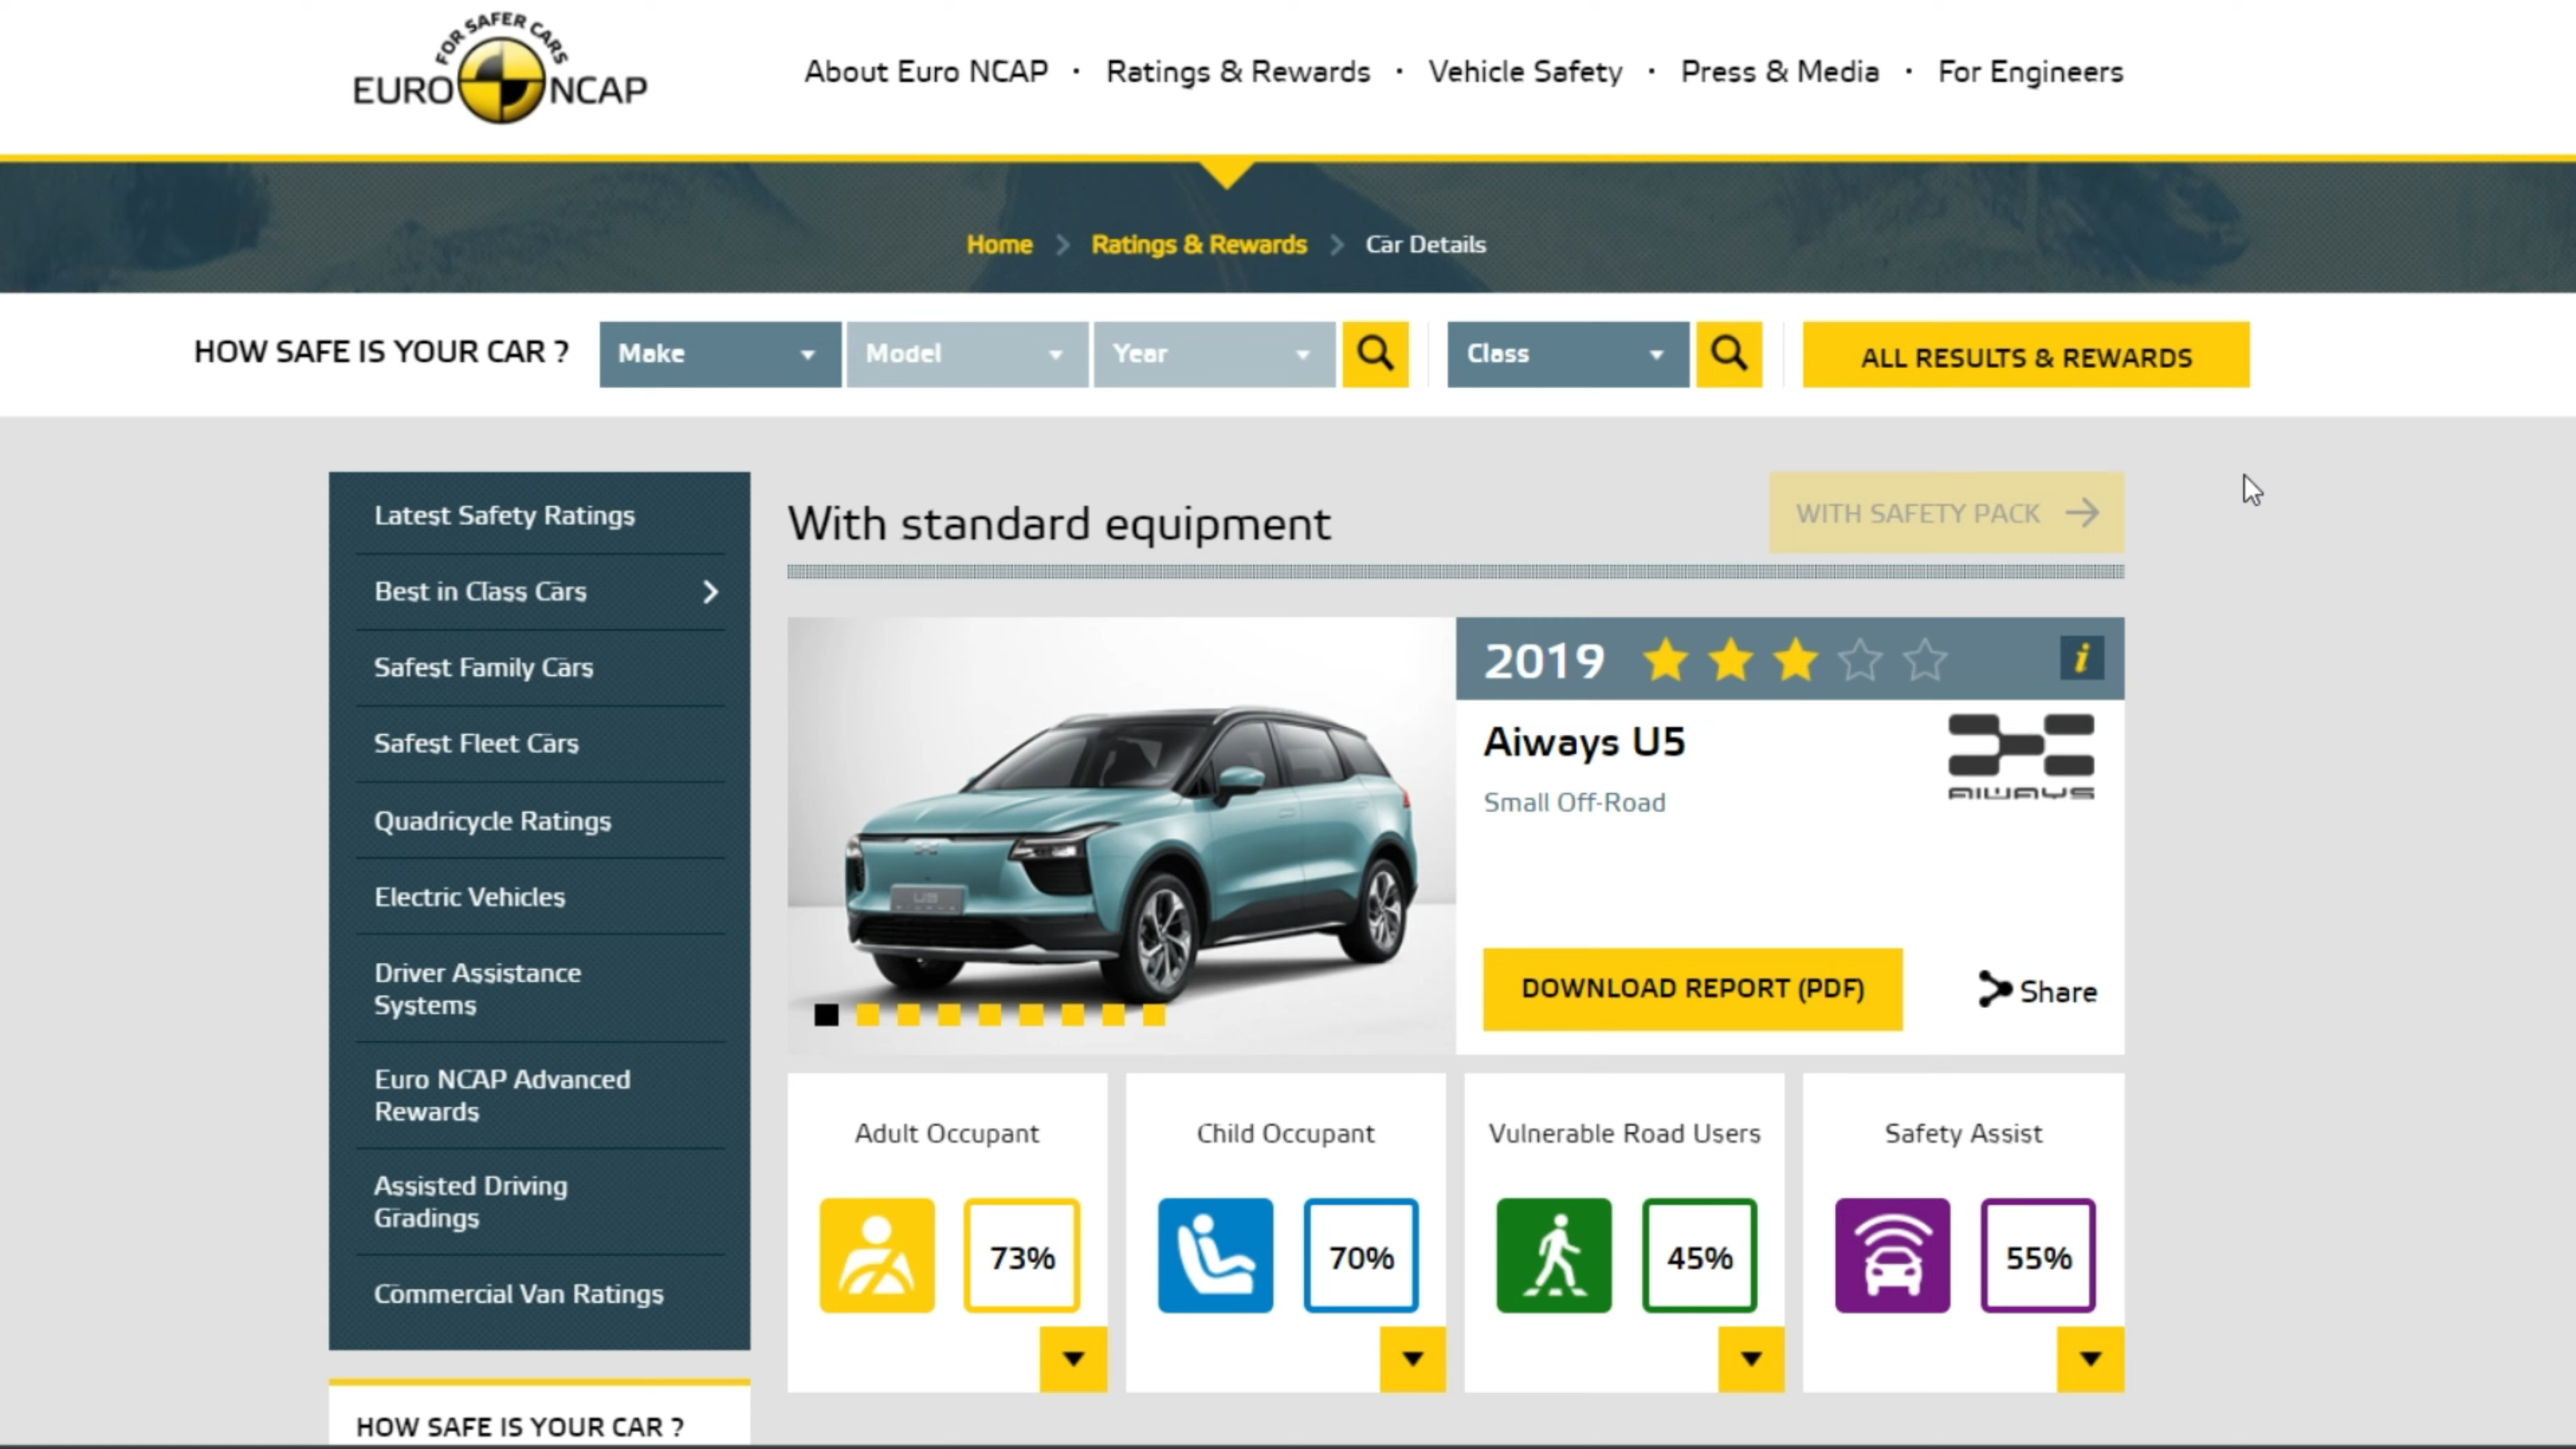 FOR SAFER CARS
EURO NCAP
About Euro NCAP · Ratings & Rewards · Vehicle Safety · Press & Media · For Engineers
Home > Ratings & Rewards > Car Details
HOW SAFE IS YOUR CAR ?
Make
Model
Year
Class
ALL RESULTS & REWARDS
Latest Safety Ratings
Best in Class Cars
Safest Family Cars
Safest Fleet Cars
Quadricycle Ratings
Electric Vehicles
Driver Assistance
Systems
Euro NCAP Advanced
Rewards
Assisted Driving
Gradings
Commercial Van Ratings
HOW SAFE IS YOUR CAR ?
With standard equipment
WITH SAFETY PACK
U5
2019
i
Aiways U5
AIWAYS
Small Off-Road
DOWNLOAD REPORT (PDF)
Share
Adult Occupant
73%
Child Occupant
70%
Vulnerable Road Users
45%
Safety Assist
55%